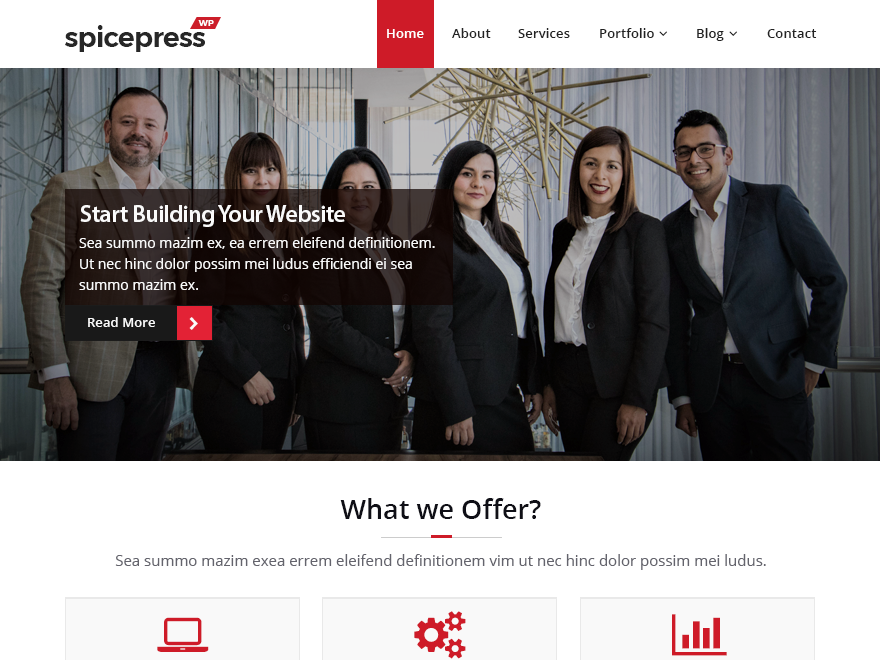 spicepress WP
Home About Services Portfolio Blog Contact
Start Building Your Website
Sea summo mazim ex, ea errem eleifend definitionem.
Ut nec hinc dolor possim mei ludus efficiendi ei sea
summo mazim ex.
Read More
What we Offer?
Sea summo mazim exea errem eleifend definitionem vim ut nec hinc dolor possim mei ludus.